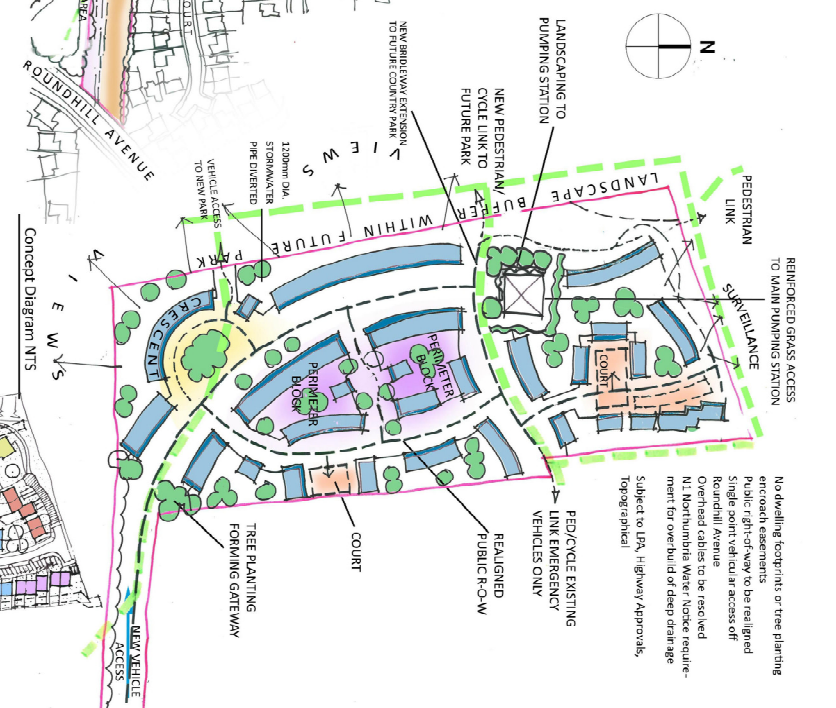 N
LANDSCAPING TO
PUMPING STATION
NEW PEDESTRIAN/
CYCLE LINK TO
FUTURE PARK
NEW BRIDLEWAY EXTENSION
TO FUTURE COUNTRY PARK
1200mm DIA.
STORMWATER
PIPE DIVERTED
VEHICLE ACCESS
TO NEW PARK
COURT
AREA
ROUNDHILL AVENUE
VIEWS
VIEWS
LANDSCAPE BUFFER WITHIN FUTURE PARK
PEDESTRIAN
LINK
REINFORCED GRASS ACCESS
TO MAIN PUMPING STATION
SURVEILLANCE
COURT
PERIMETER
BLOCK
PERIMETER
BLOCK
CRESCENT
COURT
TREE PLANTING
FORMING GATEWAY
REALIGNED
PUBLIC R-O-W
PED/CYCLE EXISTING
LINK EMERGENCY
VEHICLES ONLY
NEW VEHICLE
ACCESS
Concept Diagram NTS
No dwelling footprints or tree planting
encroach easements
Public right-of-way to be realigned
Single point vehicular access off
Roundhill Avenue
Overhead cables to be resolved
N1 Northumbria Water Notice require-
ment for overbuild of deep drainage
Subject to LPA, Highway Approvals,
Topographical